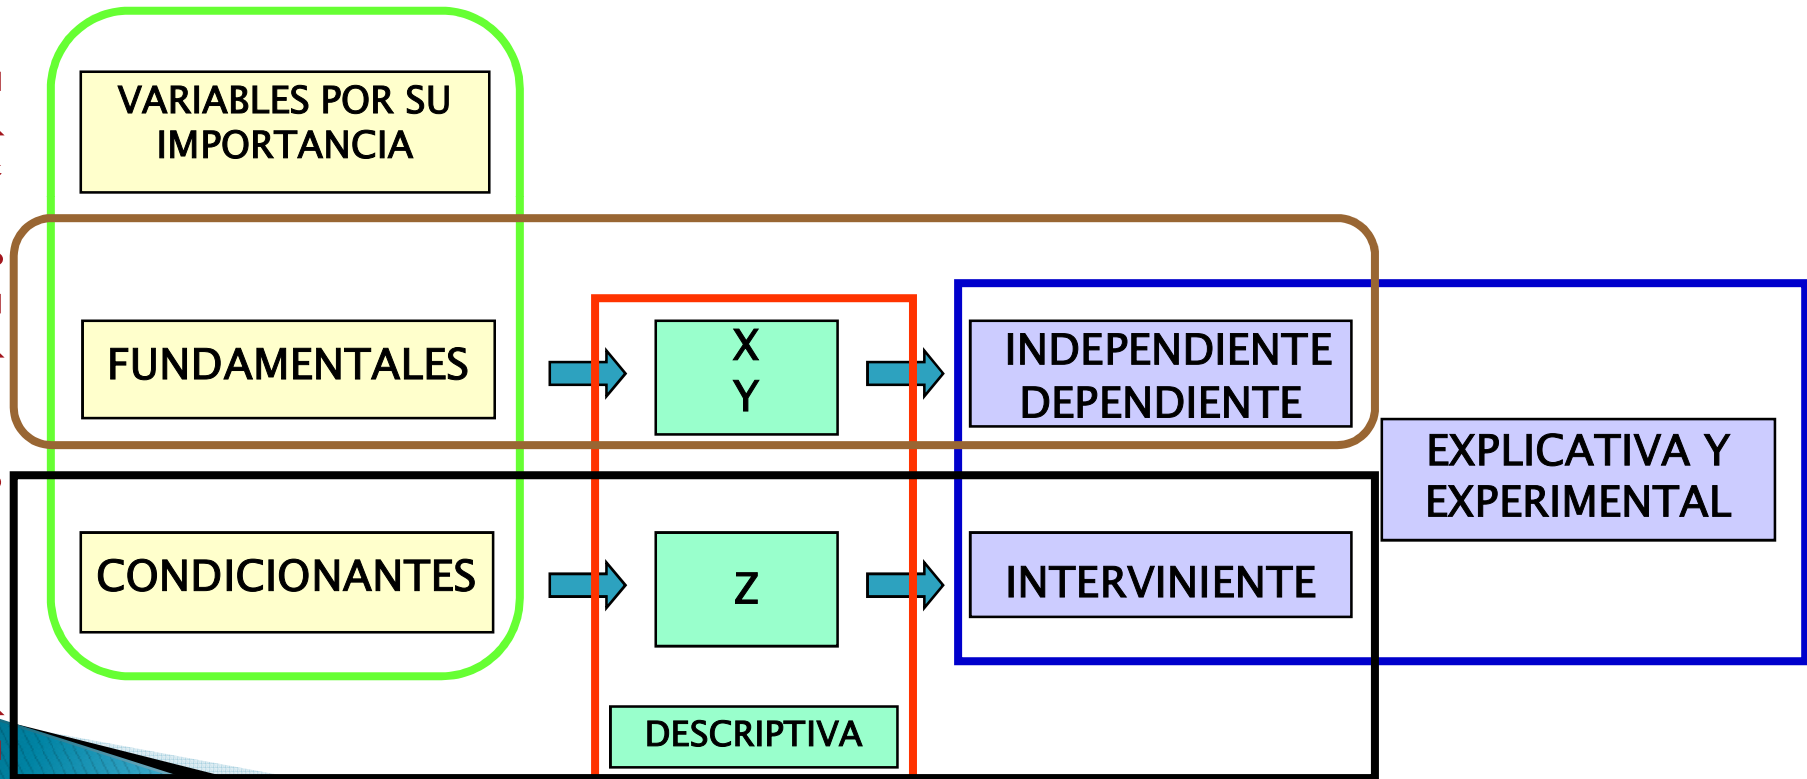 VARIABLES POR SU
IMPORTANCIA
FUNDAMENTALES
X
Y
INDEPENDIENTE
DEPENDIENTE
EXPLICATIVA Y
EXPERIMENTAL
CONDICIONANTES
Z
INTERVINIENTE
DESCRIPTIVA